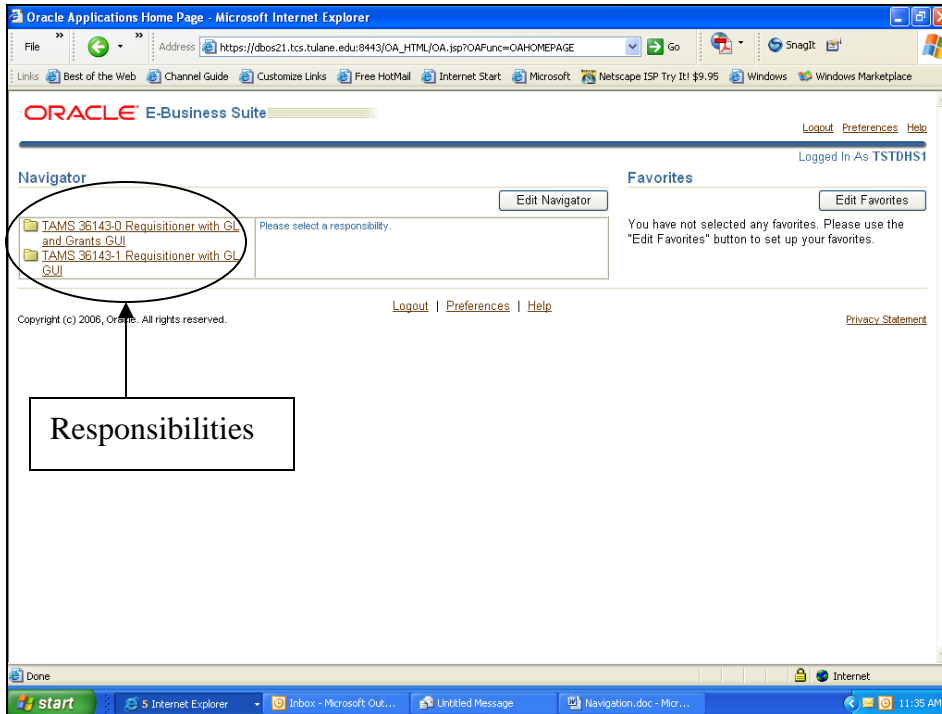 Oracle Applications Home Page - Microsoft Internet Explorer
File » » Address https://dbos21.tcs.tulane.edu:8443/OA_HTML/OA.jsp?OAFunc=OAHOMEPAGE Go SnagIt
Links Best of the Web Channel Guide Customize Links Free HotMail Internet Start Microsoft Netscape ISP Try It! $9.95 Windows Windows Marketplace
ORACLE E-Business Suite
Logout Preferences Help
Logged In As TSTDHS1
Navigator
Favorites
Edit Navigator
Edit Favorites
TAMS 36143-0 Requisitioner with GL
and Grants GUI
TAMS 36143-1 Requisitioner with GL
GUI
Please select a responsibility.
You have not selected any favorites. Please use the
"Edit Favorites" button to set up your favorites.
Logout | Preferences | Help
Copyright (c) 2006, Oracle. All rights reserved.
Privacy Statement
Responsibilities
Done Internet
start 5 Internet Explorer Inbox - Microsoft Out... Untitled Message Navigation.doc - Micr... 11:35 AM